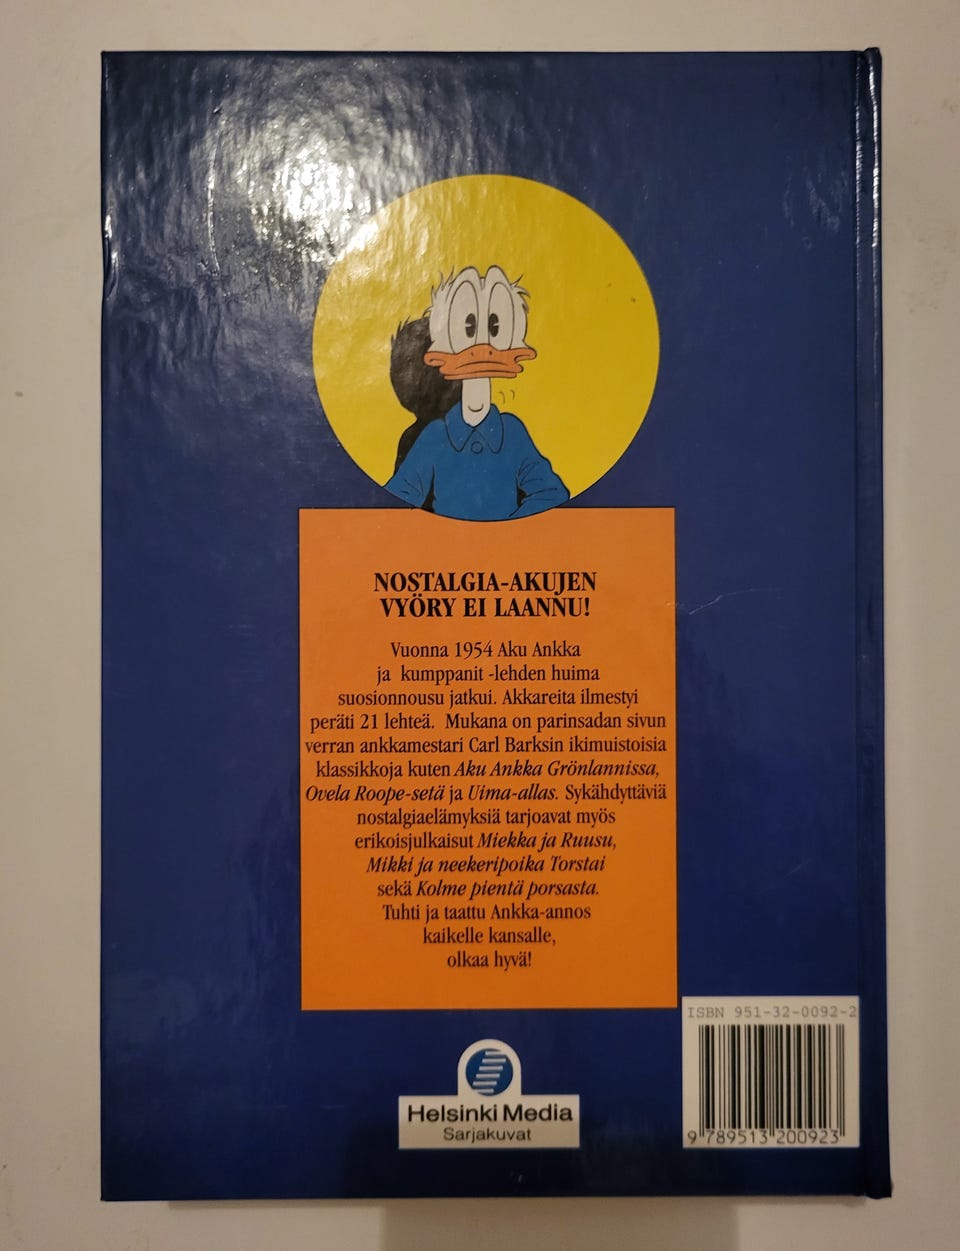 NOSTALGIA-AKUJEN
VYÖRY EI LAANNU!
Vuonna 1954 Aku Ankka
ja kumppanit -lehden huima
suosionnousu jatkui. Akkareita ilmestyi
peräti 21 lehteä. Mukana on parinsadan sivun
verran ankkamestari Carl Barksin ikimuistoisia
klassikkoja kuten Aku Ankka Grönlannissa,
Ovela Roope-setä ja Uima-allas. Sykähdyttäviä
nostalgiaelämyksiä tarjoavat myös
erikoisjulkaisut Miekka ja Ruusu,
Mikki ja neekeripoika Torstai
sekä Kolme pientä porsasta.
Tuhti ja taattu Ankka-annos
kaikelle kansalle,
olkaa hyvä!
ISBN 951-32-0092-2
9 789513 200923
Helsinki Media
Sarjakuvat